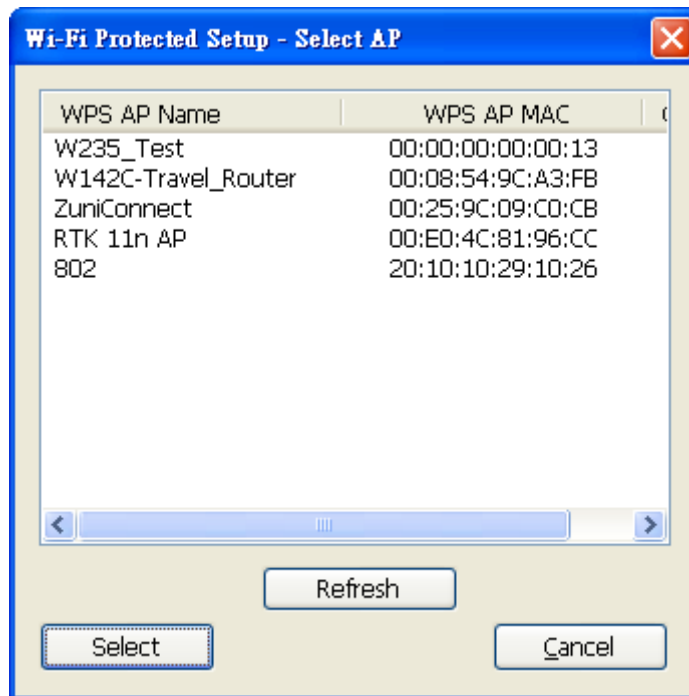 Wi-Fi Protected Setup - Select AP
WPS AP Name WPS AP MAC
W235_Test 00:00:00:00:00:13
W142C-Travel_Router 00:08:54:9C:A3:FB
ZuniConnect 00:25:9C:09:C0:CB
RTK 11n AP 00:E0:4C:81:96:CC
802 20:10:10:29:10:26
Refresh
Select Cancel